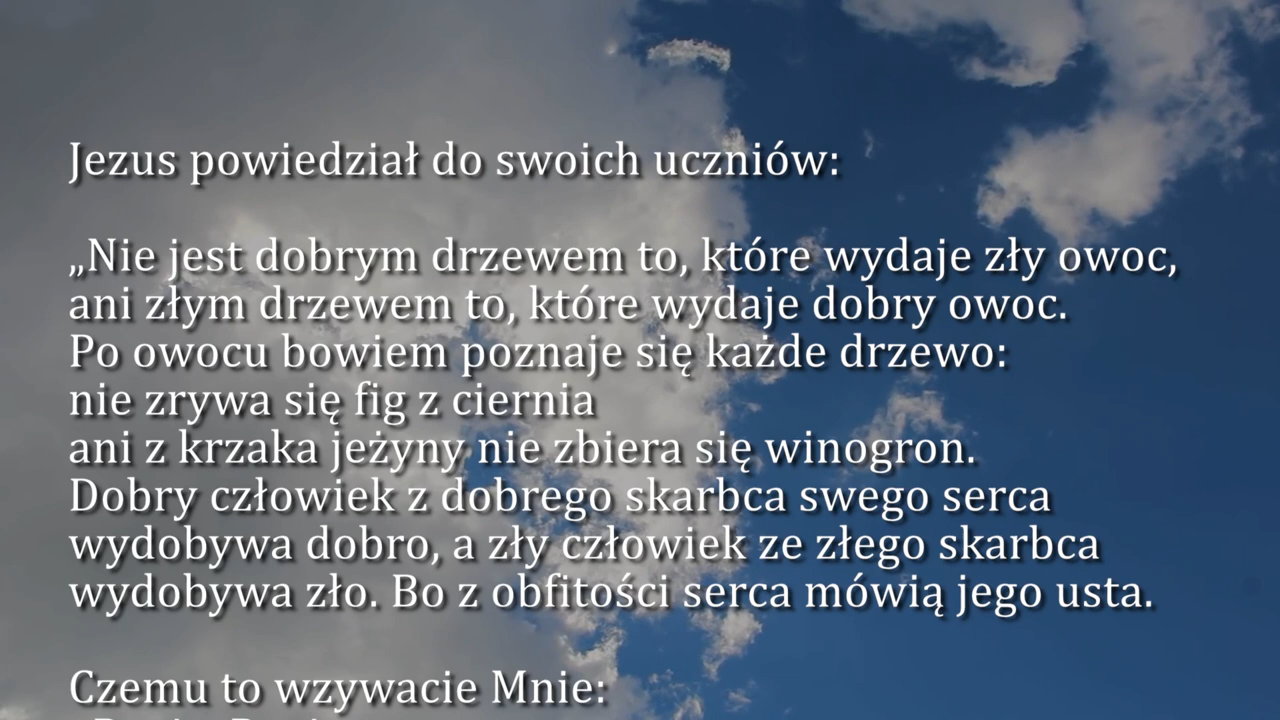 Jezus powiedział do swoich uczniów:
„Nie jest dobrym drzewem to, które wydaje zły owoc,
ani złym drzewem to, które wydaje dobry owoc.
Po owocu bowiem poznaje się każde drzewo:
nie zrywa się fig z ciernia
ani z krzaka jeżyny nie zbiera się winogron.
Dobry człowiek z dobrego skarbca swego serca
wydobywa dobro, a zły człowiek ze złego skarbca
wydobywa zło. Bo z obfitości serca mówią jego usta.
Czemu to wzywacie Mnie: